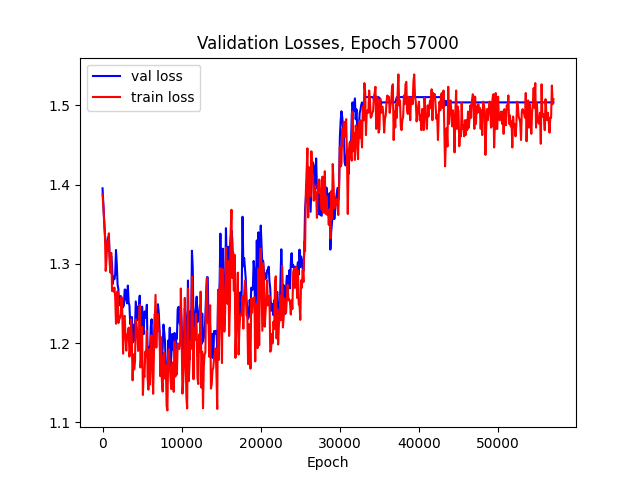 Validation Losses, Epoch 57000
val loss
train loss
1.5
1.4
1.3
1.2
1.1
0 10000 20000 30000 40000 50000
Epoch